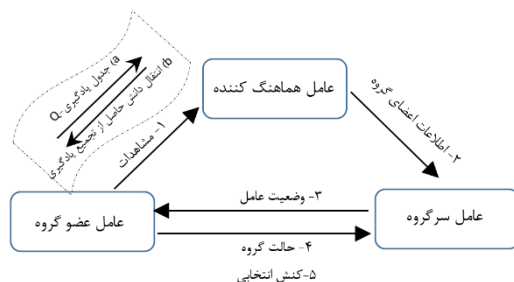 a) جدول یادگیری-Q
b) انتقال دانش حاصل از تجمیع یادگیری
عامل هماهنگ کننده
۱- مشاهدات
۲- اطلاعات اعضای گروه
عامل عضو گروه
۳- وضعیت عامل
عامل سرگروه
۴- حالت گروه
۵-کنش انتخابی